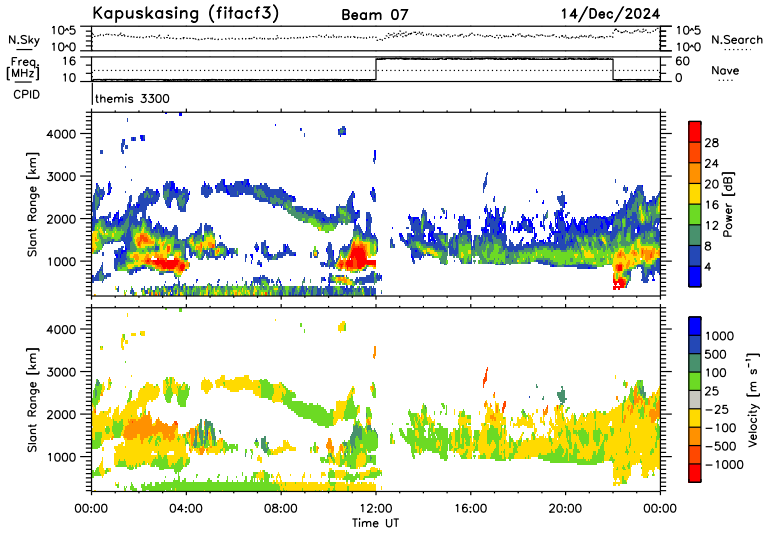 Kapuskasing (fitacf3) Beam 07 14/Dec/2024
N.Sky 10^5 10^0 10^5 10^0 N.Search
Freq. [MHz] 16 10 60 0 Nave
CPID themis 3300
Slant Range [km]
4000
3000
2000
1000
28
24
20
16
12
8
4
Power [dB]
Slant Range [km]
4000
3000
2000
1000
1000
500
100
25
-25
-100
-500
-1000
Velocity [m s^-1]
00:00 04:00 08:00 12:00 16:00 20:00 00:00
Time UT